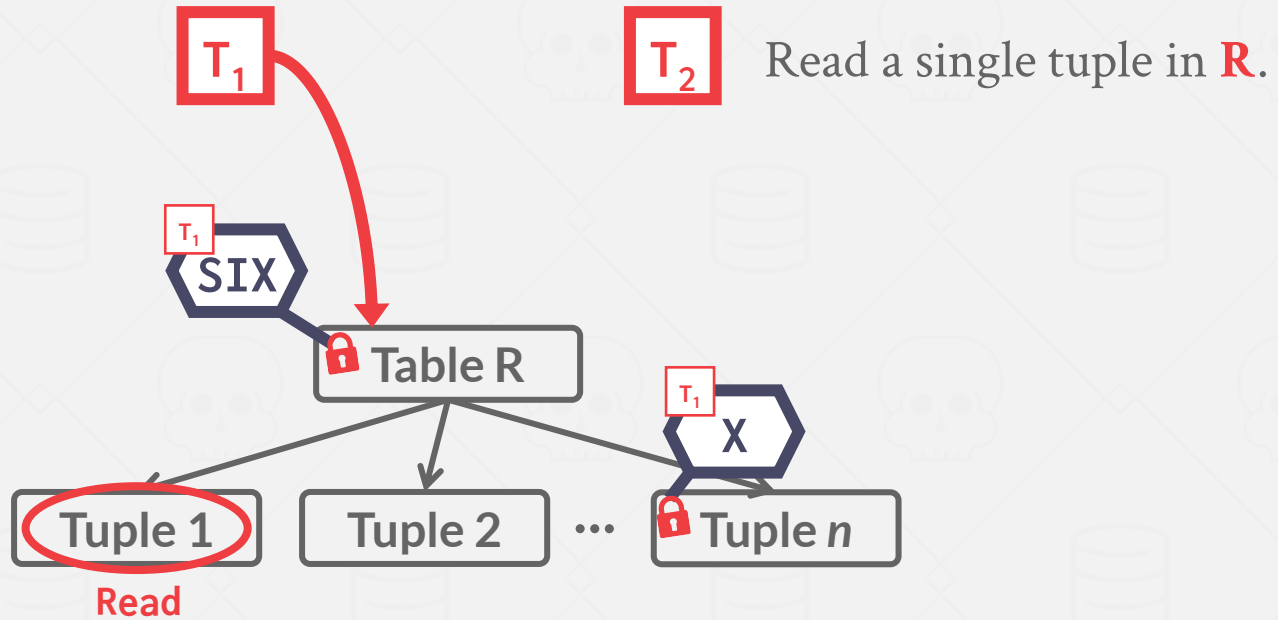 T₁
T₂ Read a single tuple in R.
T₁
SIX
Table R
T₁
X
Tuple 1
Tuple 2
...
Tuple n
Read